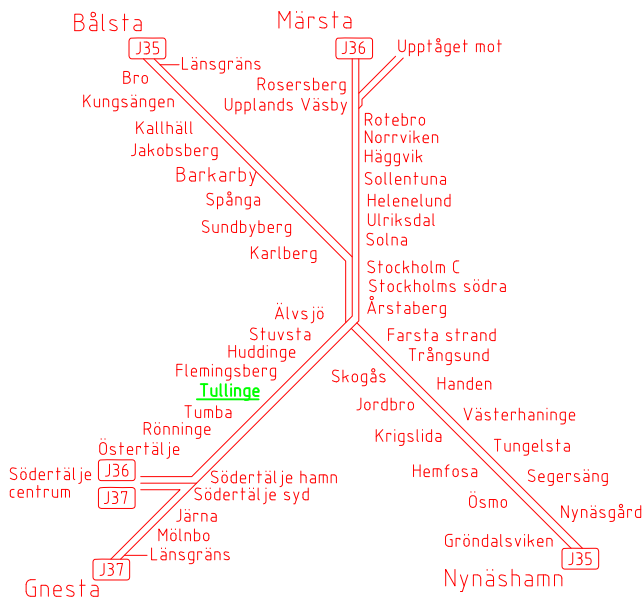 Bålsta
J35
Länsgräns
Bro
Kungsängen
Kallhäll
Jakobsberg
Barkarby
Spånga
Sundbyberg
Karlberg
Märsta
J36
Upptåget mot
Rosersberg
Upplands Väsby
Rotebro
Norrviken
Häggvik
Sollentuna
Helenelund
Ulriksdal
Solna
Stockholm C
Stockholms södra
Årstaberg
Älvsjö
Stuvsta
Huddinge
Flemingsberg
Tullinge
Tumba
Rönninge
Östertälje
Södertälje
centrum
J36
J37
Södertälje hamn
Södertälje syd
Järna
Mölnbo
Länsgräns
J37
Gnesta
Farsta strand
Trångsund
Skogås
Handen
Jordbro
Västerhaninge
Krigslida
Tungelsta
Hemfosa
Segersäng
Ösmo
Nynäsgård
Gröndalsviken
J35
Nynäshamn